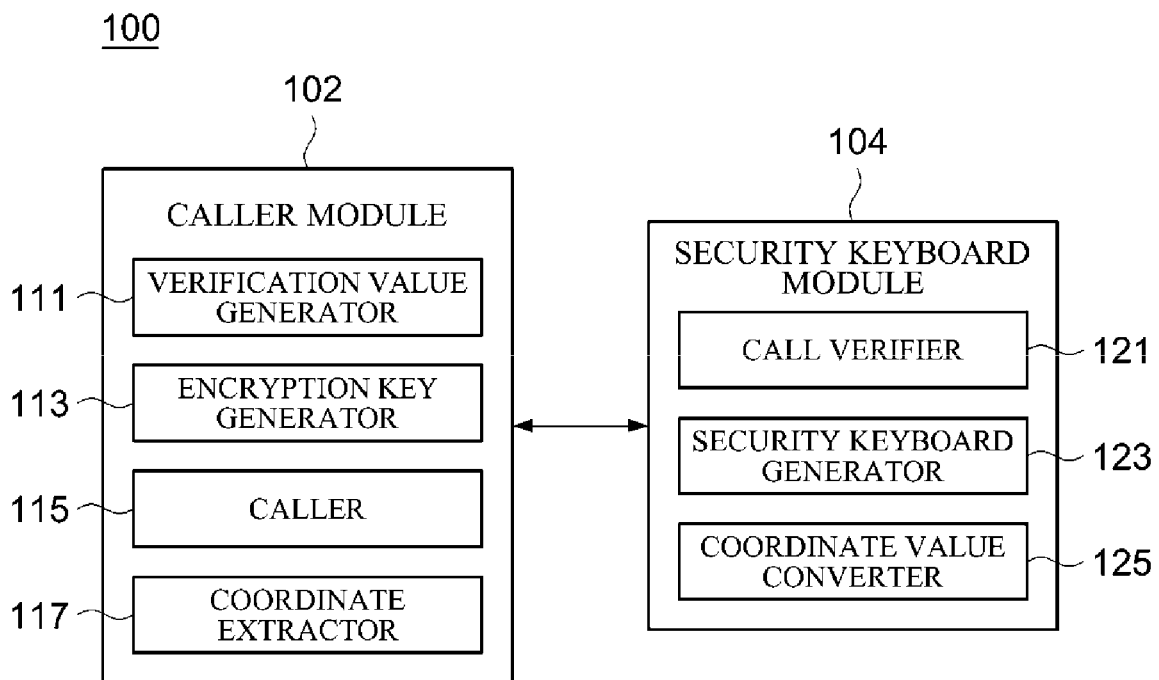 100
102
CALLER MODULE
111
VERIFICATION VALUE
GENERATOR
113
ENCRYPTION KEY
GENERATOR
115
CALLER
117
COORDINATE
EXTRACTOR
104
SECURITY KEYBOARD
MODULE
CALL VERIFIER
121
SECURITY KEYBOARD
GENERATOR
123
COORDINATE VALUE
CONVERTER
125